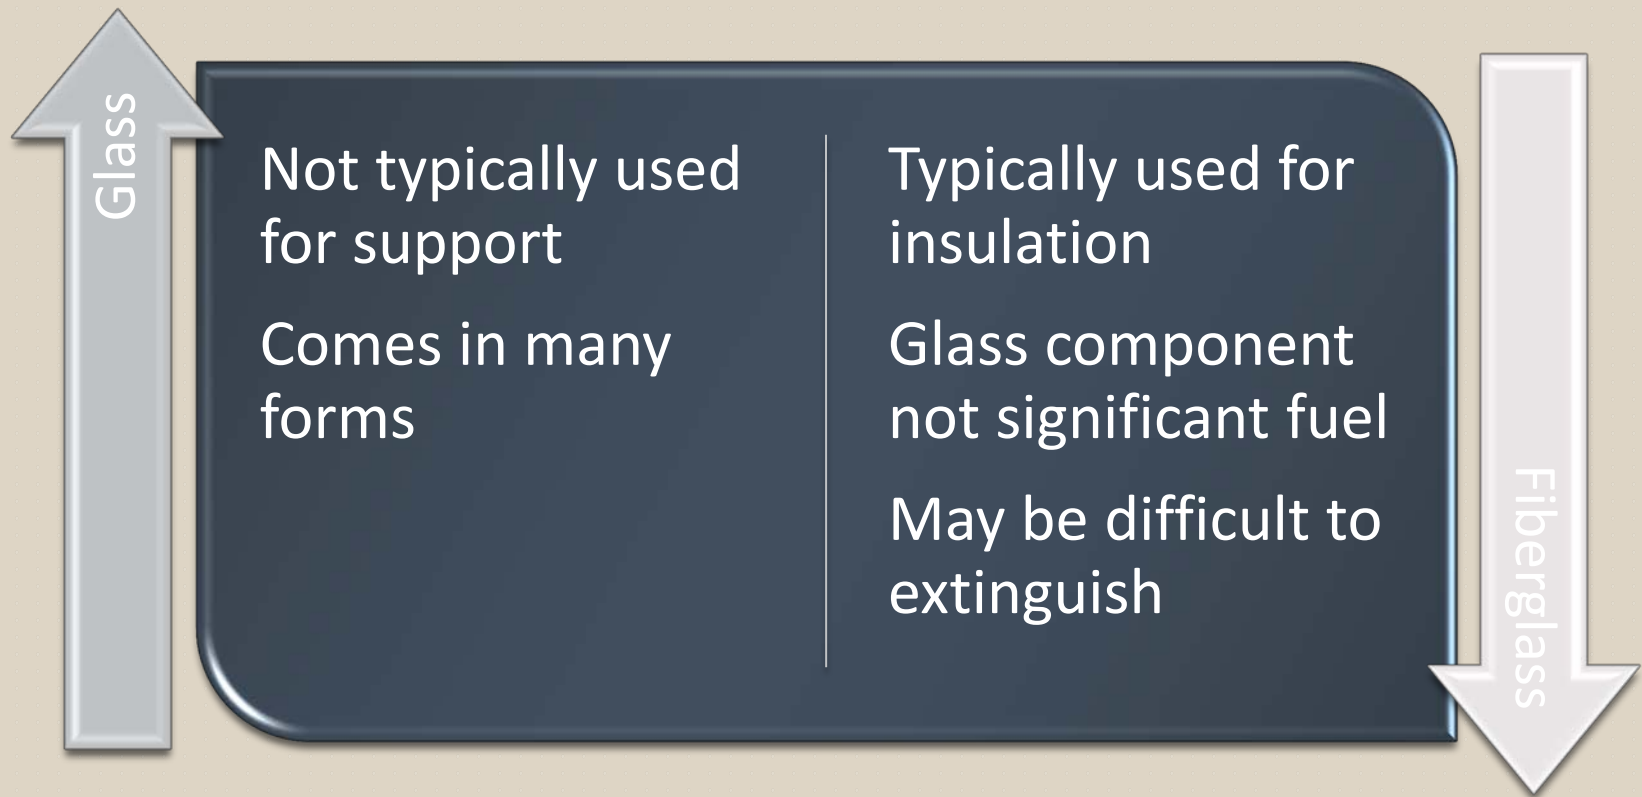 Glass
Not typically used
for support
Comes in many
forms
Typically used for
insulation
Glass component
not significant fuel
May be difficult to
extinguish
Fiberglass